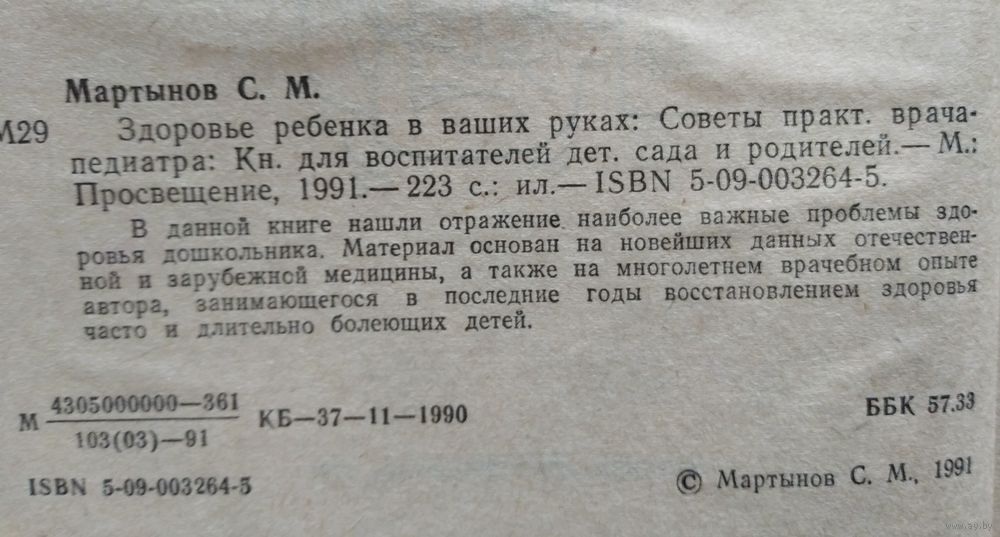 Мартынов С. М.
М29 Здоровье ребенка в ваших руках: Советы практ. врача-
педиатра: Кн. для воспитателей дет. сада и родителей.— М.:
Просвещение, 1991.— 223 с.: ил.— ISBN 5-09-003264-5.
В данной книге нашли отражение наиболее важные проблемы здо-
ровья дошкольника. Материал основан на новейших данных отечествен-
ной и зарубежной медицины, а также на многолетнем врачебном опыте
автора, занимающегося в последние годы восстановлением здоровья
часто и длительно болеющих детей.
М 4305000000—361
103(03)—91
КБ—37—11—1990
ББК 57.33
ISBN 5-09-003264-5
© Мартынов С. М., 1991
www.ay.by